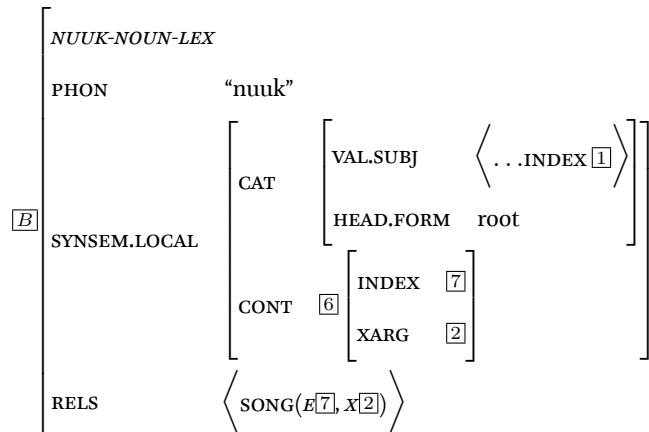 NUUK-NOUN-LEX
PHON “nuuk”
VAL.SUBJ ⟨...INDEX 1⟩
CAT
HEAD.FORM root
B
SYNSEM.LOCAL
INDEX 7
CONT 6
XARG 2
RELS ⟨SONG(E7, X2)⟩